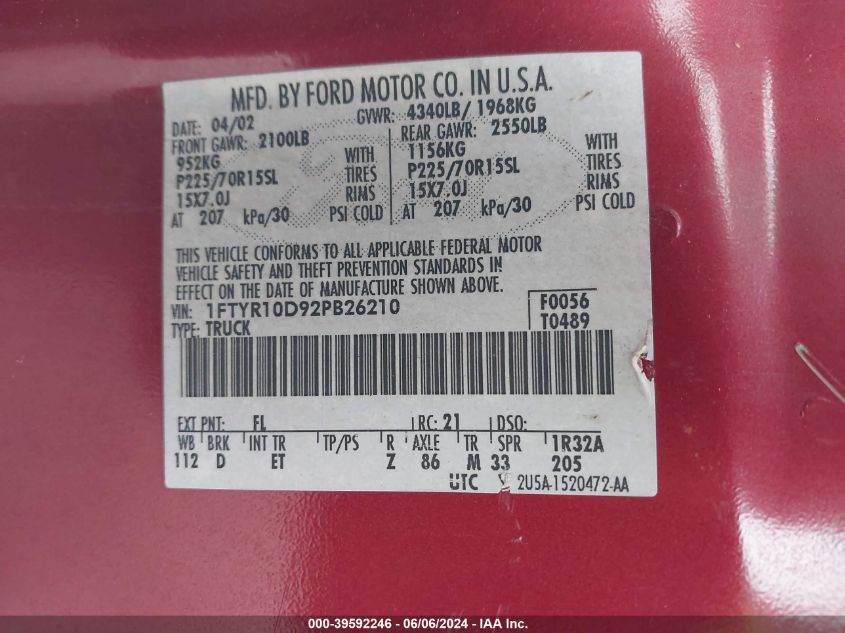 MFD. BY FORD MOTOR CO. IN U.S.A.
DATE: 04/02 GVWR: 4340LB/ 1968KG
FRONT GAWR: 2100LB REAR GAWR: 2550LB
952KG WITH 1156KG WITH
P225/70R15SL TIRES P225/70R15SL TIRES
15X7.0J RIMS 15X7.0J RIMS
AT 207 kPa/30 PSI COLD AT 207 kPa/30 PSI COLD
THIS VEHICLE CONFORMS TO ALL APPLICABLE FEDERAL MOTOR
VEHICLE SAFETY AND THEFT PREVENTION STANDARDS IN
EFFECT ON THE DATE OF MANUFACTURE SHOWN ABOVE.
VIN: 1FTYR10D92PB26210 F0056
TYPE: TRUCK T0489
EXT PNT: FL RC: 21 DSO:
WB BRK INT TR TP/PS R AXLE TR SPR 1R32A
112 D ET Z 86 M 33 205
UTC 2U5A-1520472-AA
000-39592246 - 06/06/2024 - IAA Inc.